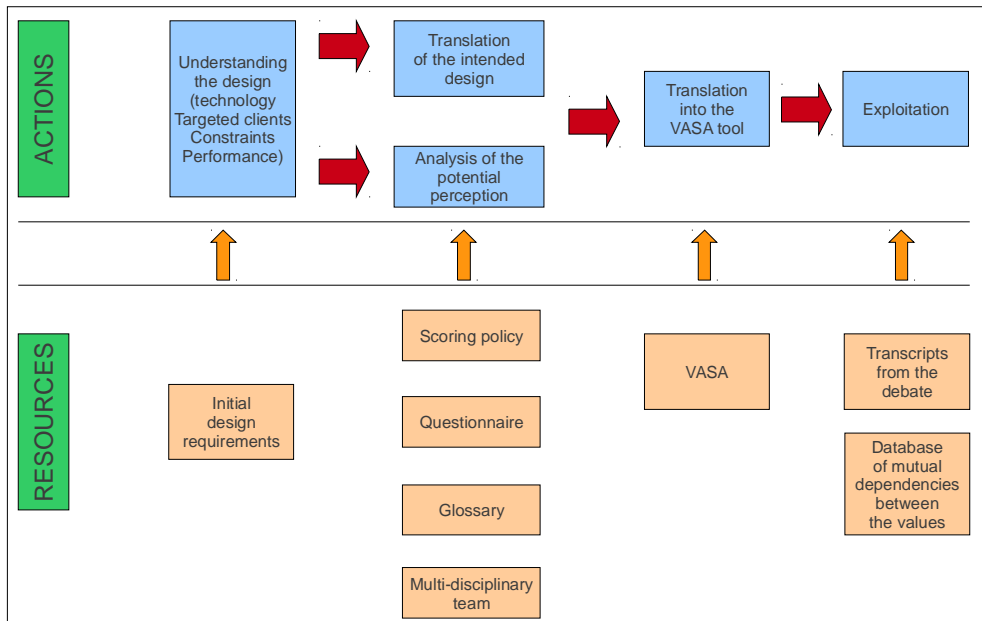 ACTIONS
Understanding
the design
(technology
Targeted clients
Constraints
Performance)
Translation
of the intended
design
Analysis of the
potential
perception
Translation
into the
VASA tool
Exploitation
RESOURCES
Initial
design
requirements
Scoring policy
Questionnaire
Glossary
Multi-disciplinary
team
VASA
Transcripts
from the
debate
Database
of mutual
dependencies
between
the values